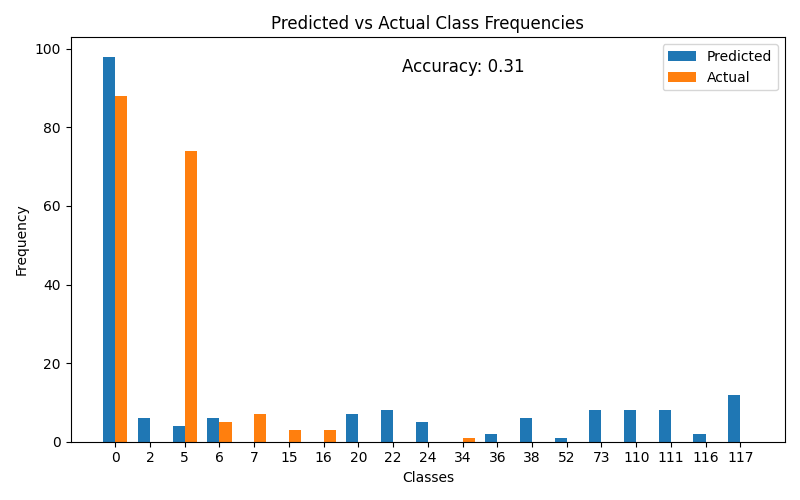 Predicted vs Actual Class Frequencies
100
80
60
40
20
0
Frequency
Accuracy: 0.31
Predicted
Actual
0 2 5 6 7 15 16 20 22 24 34 36 38 52 73 110 111 116 117
Classes